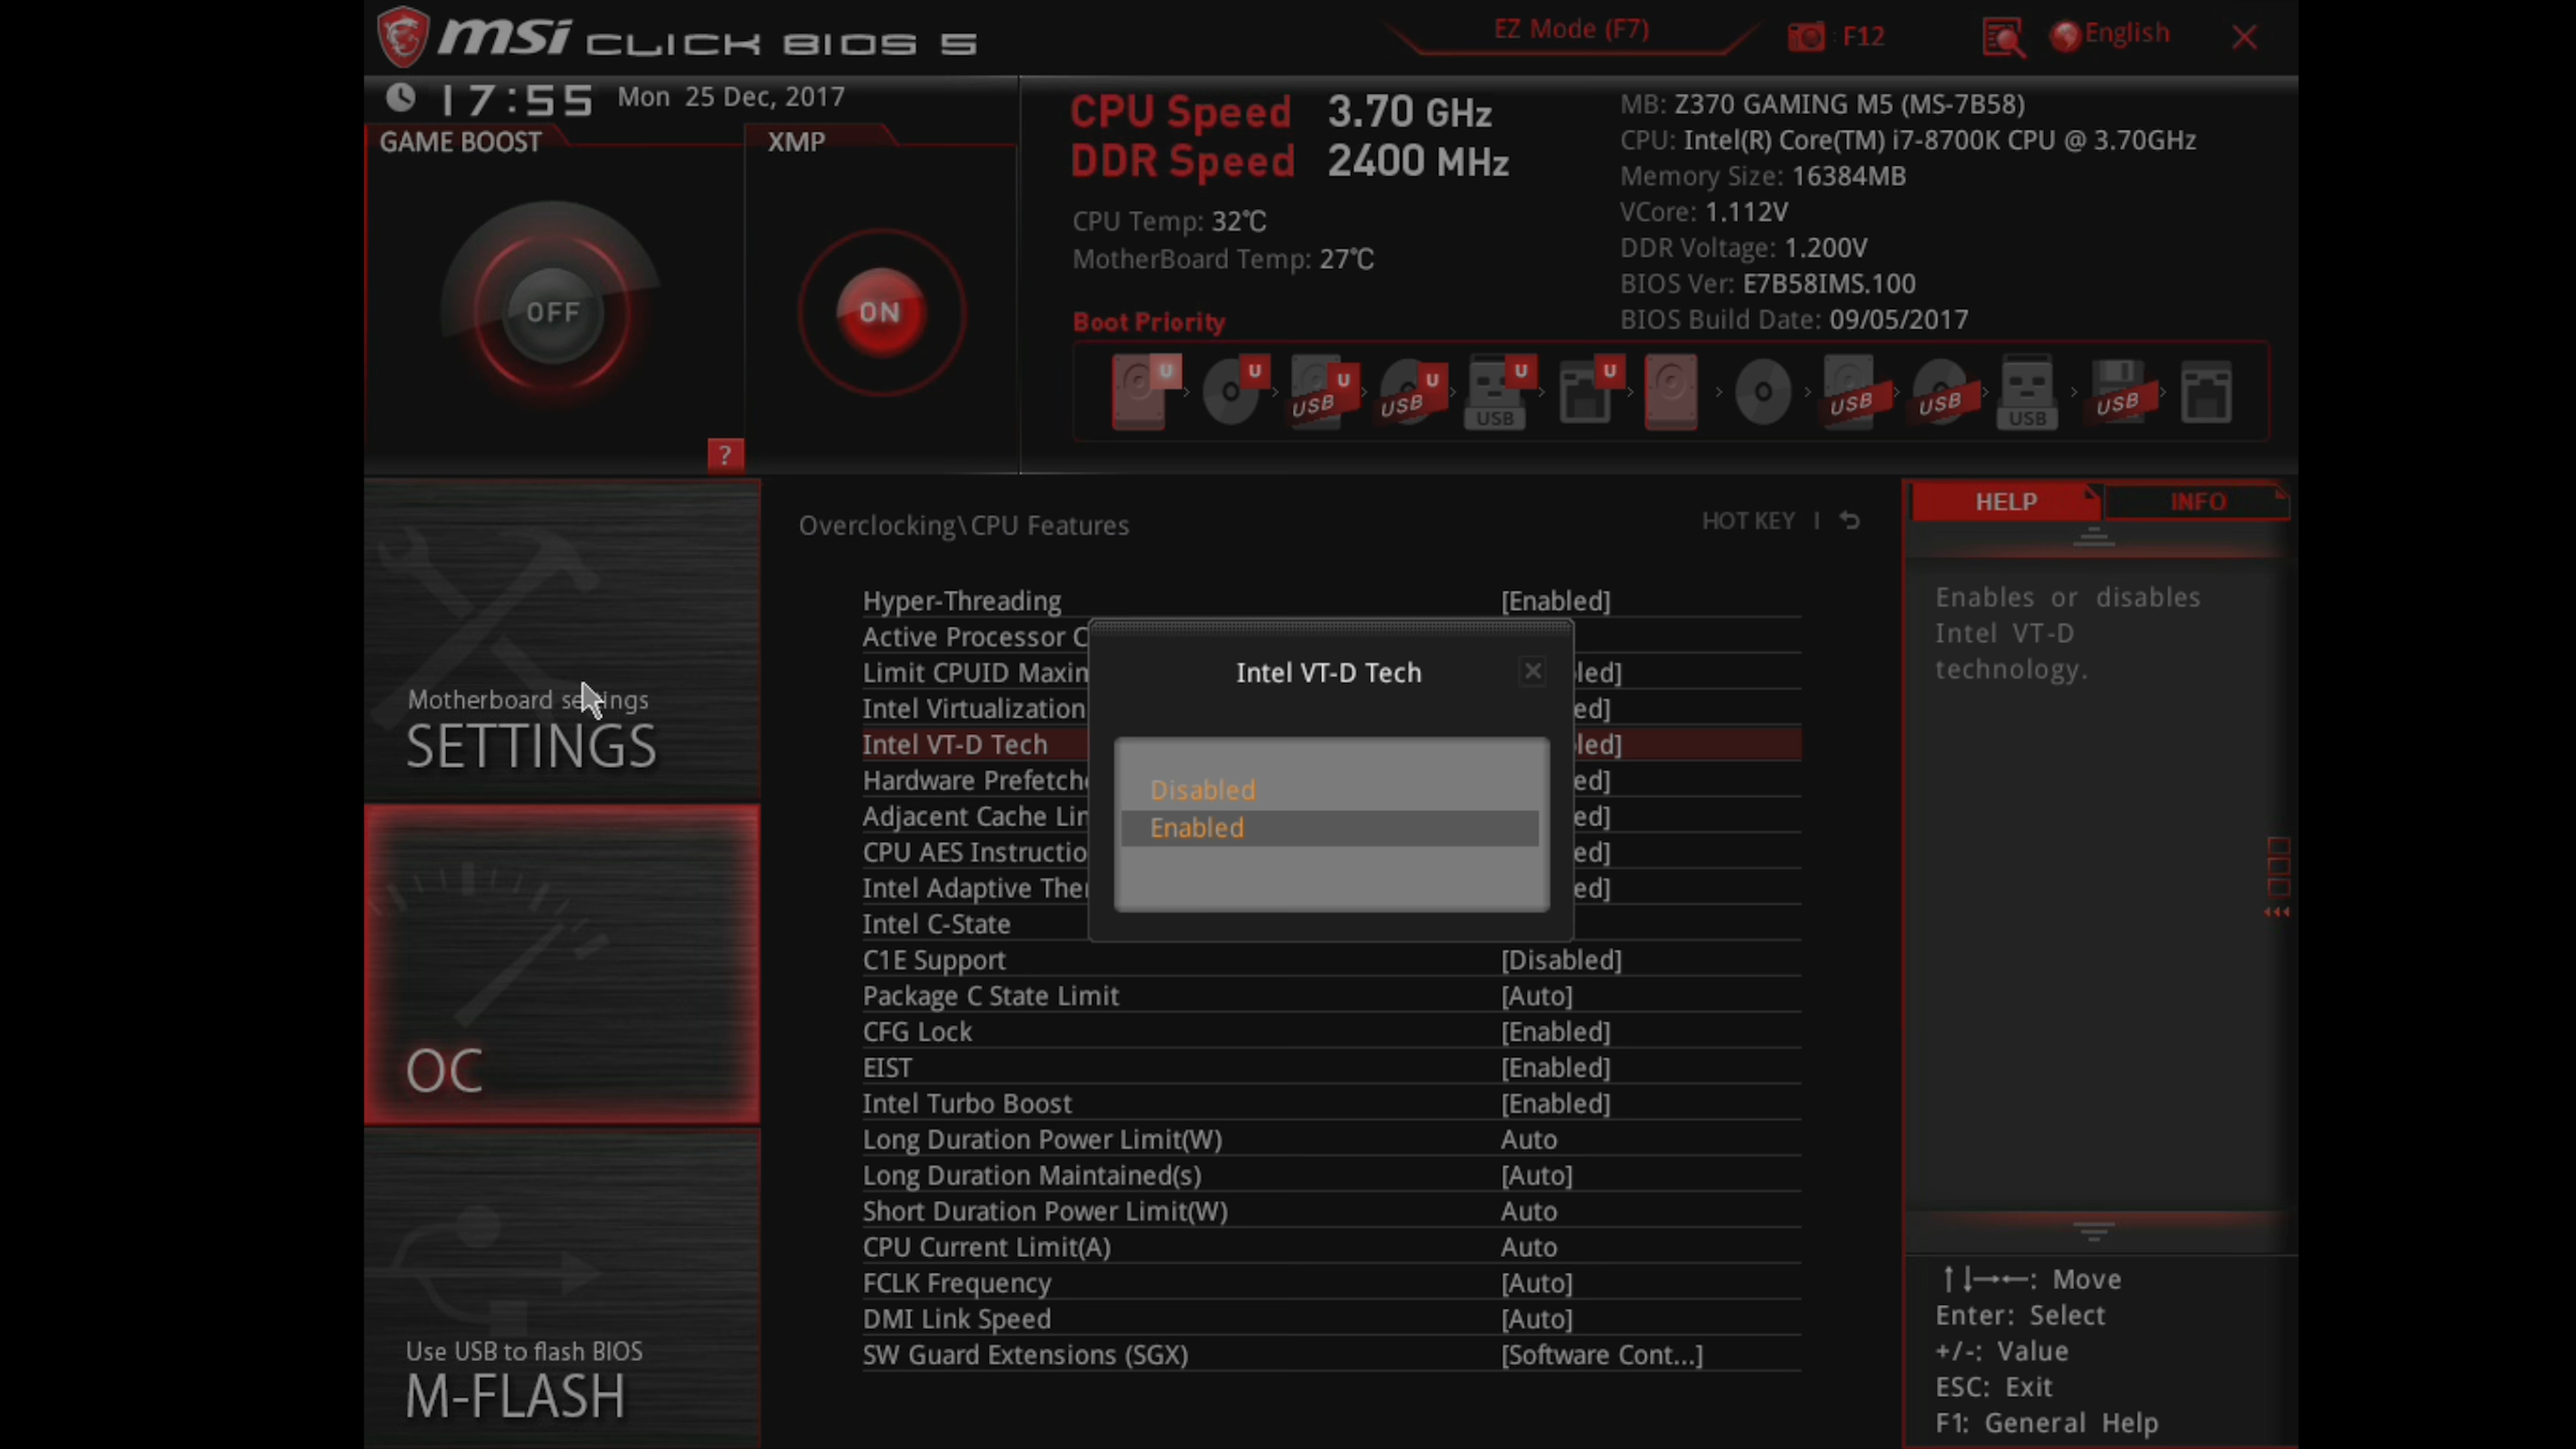 msi CLICK BIOS 5
EZ Mode (F7)
: F12
English
17:55 Mon 25 Dec, 2017
GAME BOOST
OFF
?
XMP
ON
CPU Speed 3.70 GHz
DDR Speed 2400 MHz
CPU Temp: 32℃
MotherBoard Temp: 27℃
MB: Z370 GAMING M5 (MS-7B58)
CPU: Intel(R) Core(TM) i7-8700K CPU @ 3.70GHz
Memory Size: 16384MB
VCore: 1.112V
DDR Voltage: 1.200V
BIOS Ver: E7B58IMS.100
BIOS Build Date: 09/05/2017
Boot Priority
U U U USB U USB U USB U USB USB USB USB
Motherboard settings
SETTINGS
OC
Use USB to flash BIOS
M-FLASH
Overclocking\CPU Features
HOT KEY |
Hyper-Threading [Enabled]
Active Processor C
Limit CPUID Maxim led]
Intel Virtualization ed]
Intel VT-D Tech led]
Hardware Prefetche ed]
Adjacent Cache Lin ed]
CPU AES Instructio ed]
Intel Adaptive Ther ed]
Intel C-State
C1E Support [Disabled]
Package C State Limit [Auto]
CFG Lock [Enabled]
EIST [Enabled]
Intel Turbo Boost [Enabled]
Long Duration Power Limit(W) Auto
Long Duration Maintained(s) [Auto]
Short Duration Power Limit(W) Auto
CPU Current Limit(A) Auto
FCLK Frequency [Auto]
DMI Link Speed [Auto]
SW Guard Extensions (SGX) [Software Cont...]
Intel VT-D Tech
Disabled
Enabled
HELP
INFO
Enables or disables
Intel VT-D
technology.
↑↓→←: Move
Enter: Select
+/-: Value
ESC: Exit
F1: General Help